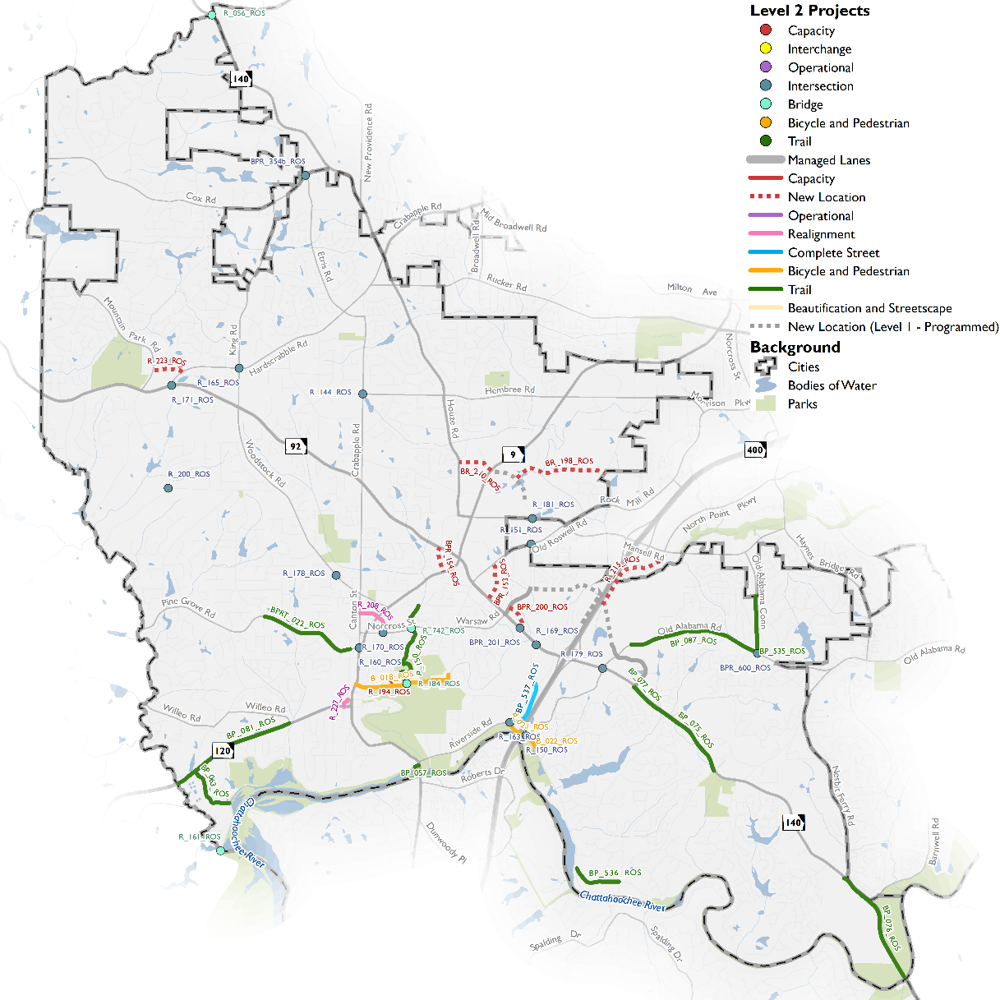 Level 2 Projects
Capacity
Interchange
Operational
Intersection
Bridge
Bicycle and Pedestrian
Trail
Managed Lanes
Capacity
New Location
Operational
Realignment
Complete Street
Bicycle and Pedestrian
Trail
Beautification and Streetscape
New Location (Level 1 - Programmed)
Background
Cities
Bodies of Water
Parks
R_056_ROS
140
New Providence Rd
BPR_354b_ROS
Cox Rd
Crabapple Rd
Mid Broadwell Rd
Broadwell Rd
Etris Rd
Rucker Rd
Milton Ave
Mountain Park Rd
King Rd
Hardscrabble Rd
Norcross St
R_223_ROS
R_165_ROS
R_171_ROS
R_144_ROS
Hembree Rd
Morrison Pkwy
Houze Rd
92
9
400
Woodstock Rd
Crabapple Rd
BR_210_ROS
BR_198_ROS
R_200_ROS
R_181_ROS
Rock Mill Rd
R_151_ROS
Old Roswell Rd
North Point Pkwy
Mansell Rd
Haynes Bridge Rd
BPR_154_ROS
BPR_153_ROS
R_215_ROS
R_178_ROS
Old Alabama Conn
Pine Grove Rd
BPRT_022_ROS
Canton St
R_208_ROS
Norcross St
Warsaw Rd
BPR_200_ROS
R_742_ROS
BPR_201_ROS
R_169_ROS
R_170_ROS
R_160_ROS
R_179_ROS
Old Alabama Rd
BP_087_ROS
BP_535_ROS
BPR_600_ROS
Old Alabama Rd
B_018_ROS
R_184_ROS
R_194_ROS
R_227_ROS
BP_537_ROS
BP_077_ROS
BP_075_ROS
Willeo Rd
Willeo Rd
BP_081_ROS
120
BP_063_ROS
Riverside Rd
R_163_ROS
B_022_ROS
R_150_ROS
BP_057_ROS
Roberts Dr
Dunwoody Pl
Chattahoochee River
R_161_ROS
Nesbit Ferry Rd
140
Barnwell Rd
BP_536_ROS
Chattahoochee River
BP_076_ROS
Spalding Dr
Spalding Dr